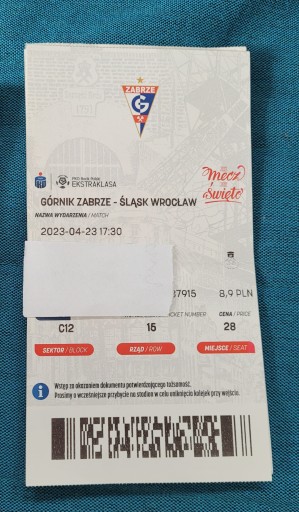 ZABRZE
G
PKO Bank Polski
EKSTRAKLASA
Mecz
Święto
GÓRNIK ZABRZE - ŚLĄSK WROCŁAW
NAZWA WYDARZENIA / MATCH
2023-04-23 17:30
37915 8,9 PLN
TICKET NUMBER CENA / PRICE
C12 15 28
SEKTOR / BLOCK RZĄD / ROW MIEJSCE / SEAT
Wstęp za okazaniem dokumentu potwierdzającego tożsamość.
Prosimy o wcześniejsze przybycie na stadion w celu uniknięcia kolejek przy wejściu.